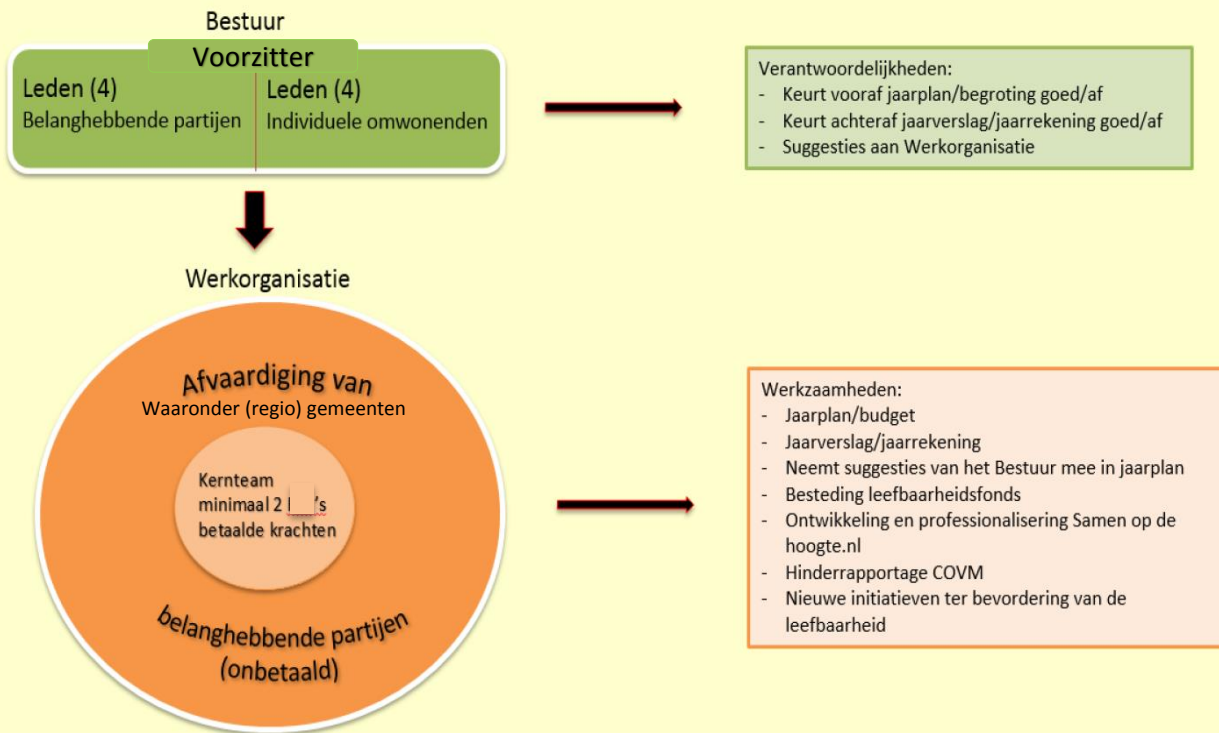 Bestuur
Voorzitter
Leden (4)
Belanghebbende partijen
Leden (4)
Individuele omwonenden
Verantwoordelijkheden:
- Keurt vooraf jaarplan/begroting goed/af
- Keurt achteraf jaarverslag/jaarrekening goed/af
- Suggesties aan Werkorganisatie
Werkorganisatie
Afvaardiging van
Waaronder (regio) gemeenten
Kernteam
minimaal 2 's
betaalde krachten
belanghebbende partijen
(onbetaald)
Werkzaamheden:
- Jaarplan/budget
- Jaarverslag/jaarrekening
- Neemt suggesties van het Bestuur mee in jaarplan
- Besteding leefbaarheidsfonds
- Ontwikkeling en professionalisering Samen op de
hoogte.nl
- Hinderrapportage COVM
- Nieuwe initiatieven ter bevordering van de
leefbaarheid